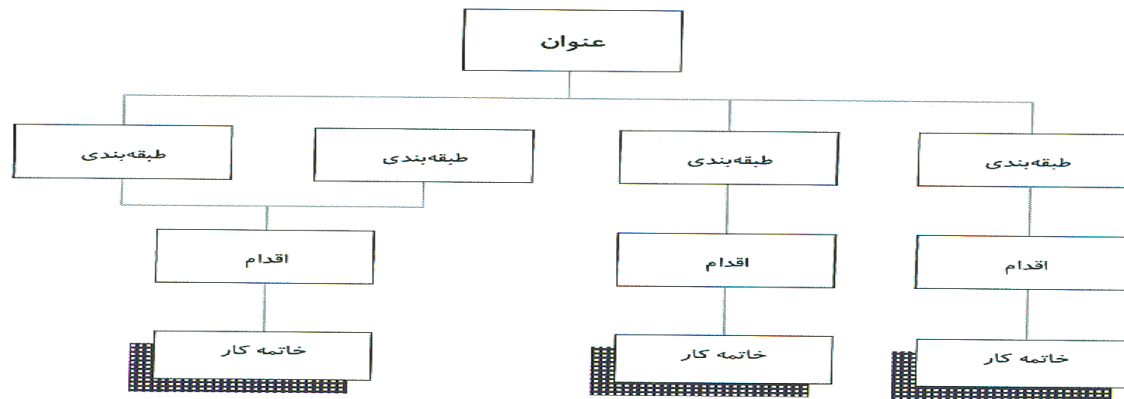 عنوان
طبقه‌بندی
طبقه‌بندی
طبقه‌بندی
طبقه‌بندی
اقدام
اقدام
اقدام
خاتمه کار
خاتمه کار
خاتمه کار